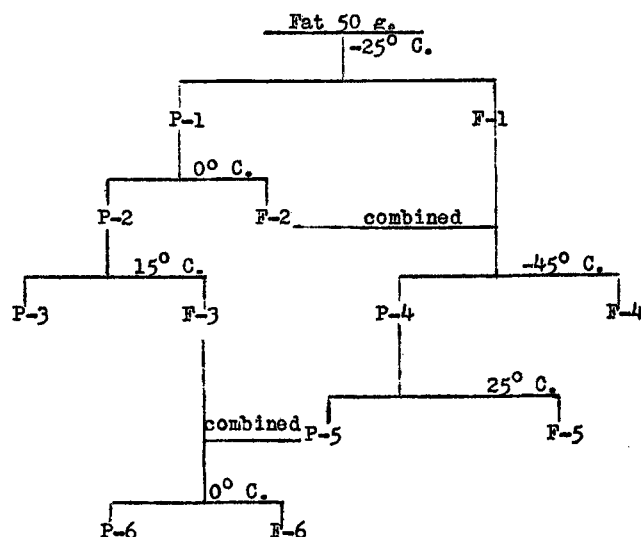 Fat 50 g.
-25° C.
P-1 F-1
0° C.
P-2 F-2 combined
15° C. -45° C.
P-3 F-3 P-4 F-4
25° C.
combined P-5 F-5
0° C.
P-6 F-6